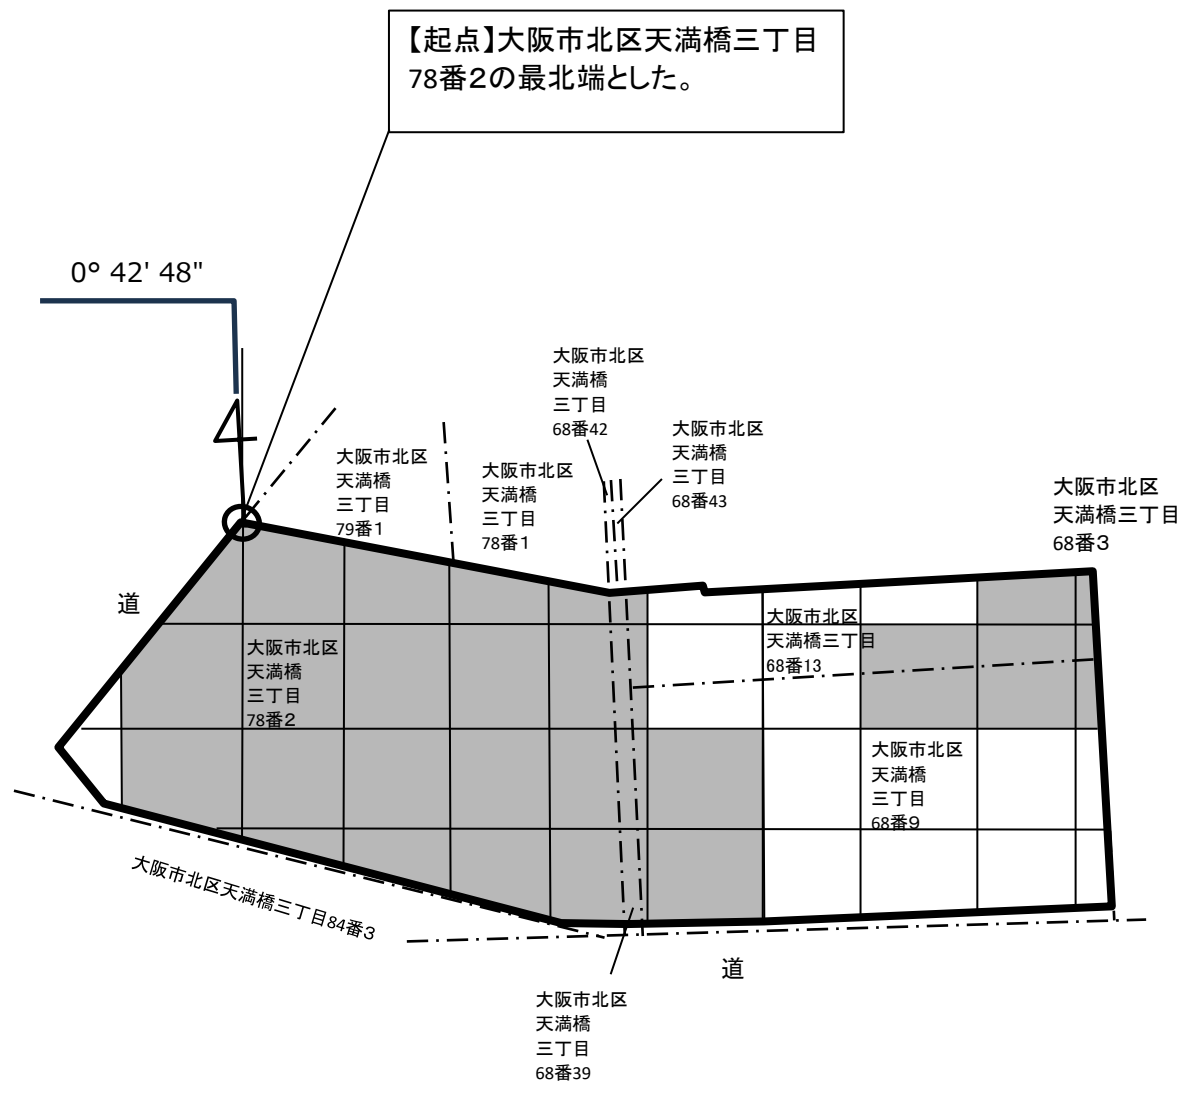 【起点】大阪市北区天満橋三丁目
78番２の最北端とした。
0° 42' 48"
大阪市北区
天満橋
三丁目
68番42
大阪市北区
天満橋
三丁目
68番43
大阪市北区
天満橋
三丁目
79番１
大阪市北区
天満橋
三丁目
78番１
大阪市北区
天満橋三丁目
68番３
道
大阪市北区
天満橋
三丁目
78番２
大阪市北区
天満橋三丁目
68番13
大阪市北区
天満橋
三丁目
68番９
大阪市北区天満橋三丁目84番３
道
大阪市北区
天満橋
三丁目
68番39